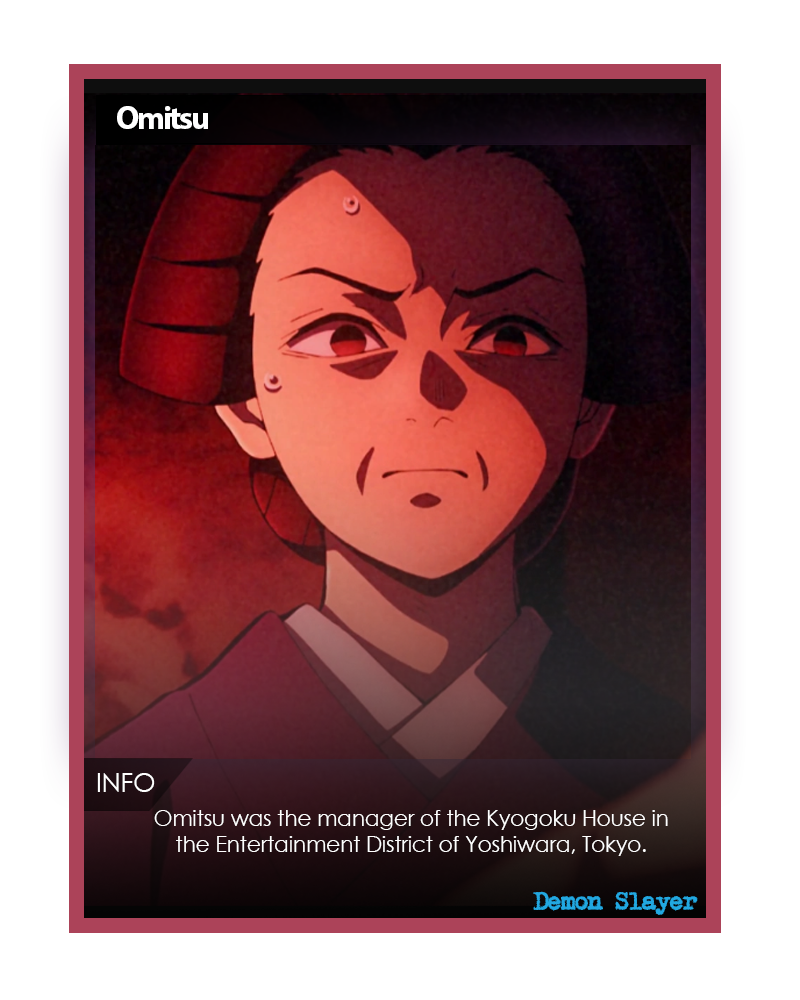 Omitsu
INFO
Omitsu was the manager of the Kyogoku House in
the Entertainment District of Yoshiwara, Tokyo.
Demon Slayer